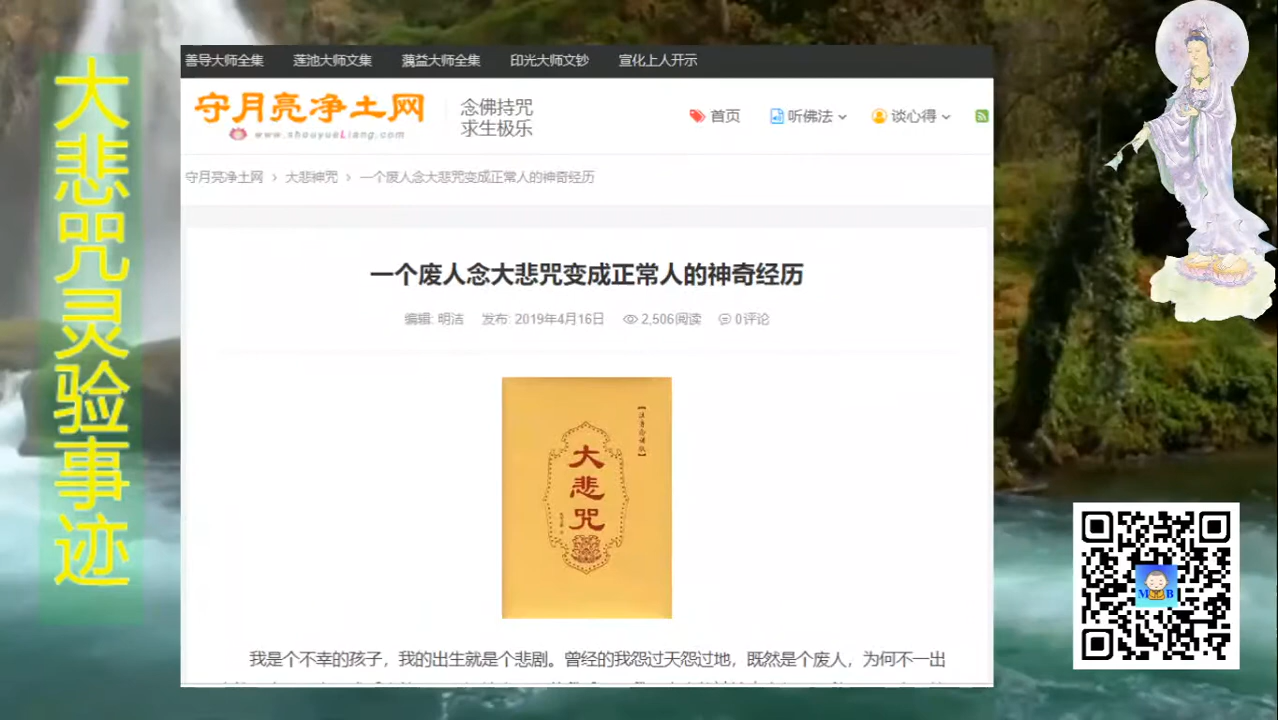 大悲咒灵验事迹
善导大师全集 莲池大师文集 蕅益大师全集 印光大师文钞 宣化上人开示
守月亮净土网
www.shouyueLiang.com
念佛持咒
求生极乐
首页 听佛法 谈心得
守月亮净土网 › 大悲神咒 › 一个废人念大悲咒变成正常人的神奇经历
一个废人念大悲咒变成正常人的神奇经历
编辑: 明洁 发布: 2019年4月16日 2,506阅读 0评论
大悲咒
我是个不幸的孩子，我的出生就是个悲剧。曾经的我怨过天怨过地，既然是个废人，为何不一出
M B